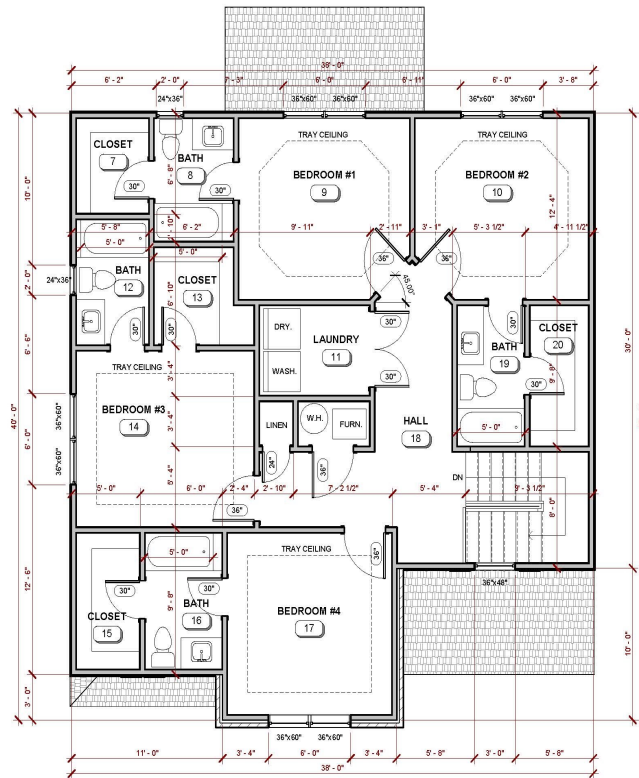 38'- 0"
6' - 2"
2' - 0"
7' - 3"
6' - 0"
6' - 11"
6' - 0"
3' - 8"
24"x36"
36"x60"
36"x60"
36"x60"
36"x60"
TRAY CEILING
TRAY CEILING
CLOSET
7
BATH
8
BEDROOM #1
9
BEDROOM #2
10
10' - 0"
6' - 8"
30"
30"
12' - 4"
5' - 8"
5' - 0"
10"
6' - 2"
5' - 0"
9' - 11"
2' - 11"
3' - 1"
5' - 3 1/2"
4' - 11 1/2"
36"
36"
45.00°
24"x36"
2' - 0"
BATH
12
CLOSET
13
6' - 10"
30"
30"
DRY.
WASH.
LAUNDRY
11
30"
30"
30"
BATH
19
CLOSET
20
9' - 8"
30"
6' - 6"
TRAY CEILING
3' - 4"
BEDROOM #3
14
3' - 4"
5' - 4"
36"x60"
36"x60"
6' - 0"
40' - 0"
30' - 0"
LINEN
W.H.
FURN.
HALL
18
5' - 0"
24"
36"
DN
5' - 0"
6' - 0"
2' - 4"
2' - 10"
7' - 2 1/2"
5' - 4"
9' - 3 1/2"
8' - 0"
36"
36"
TRAY CEILING
5' - 0"
30"
30"
9' - 8"
12' - 6"
CLOSET
15
BATH
16
BEDROOM #4
17
36"x48"
10' - 0"
3' - 0"
36"x60"
36"x60"
11' - 0"
3' - 4"
6' - 0"
3' - 4"
5' - 8"
3' - 0"
5' - 8"
38' - 0"